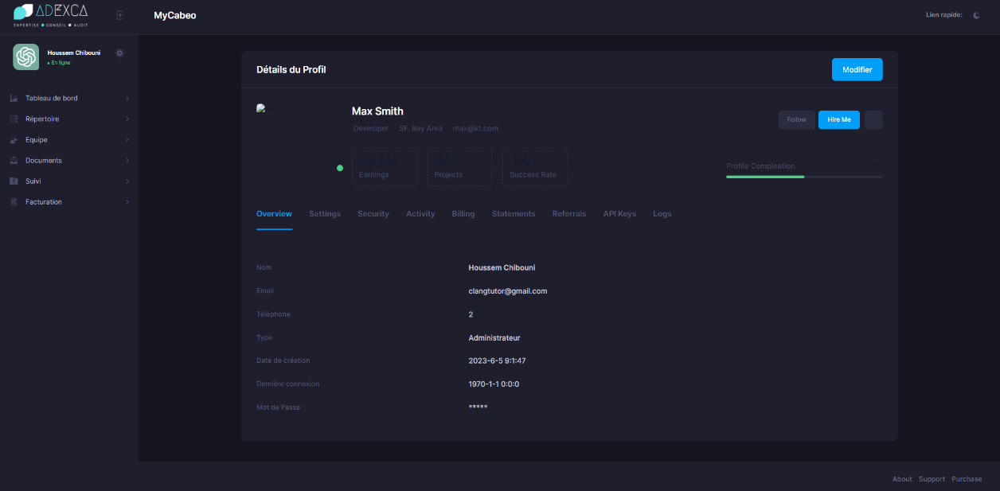 ADEXCA
EXPERTISE CONSEIL AUDIT
MyCabeo
Lien rapide:
Houssem Chibouni
En ligne
Tableau de bord
Répertoire
Equipe
Documents
Suivi
Facturation
Détails du Profil
Modifier
Max Smith
Developer SF, Bay Area max@kt.com
Follow
Hire Me
Earnings
Projects
Success Rate
Profile Compleation
Overview Settings Security Activity Billing Statements Referrals API Keys Logs
Nom Houssem Chibouni
Email clangtutor@gmail.com
Téléphone 2
Type Administrateur
Date de création 2023-6-5 9:1:47
Dernière connexion 1970-1-1 0:0:0
Mot de Passe *****
About Support Purchase